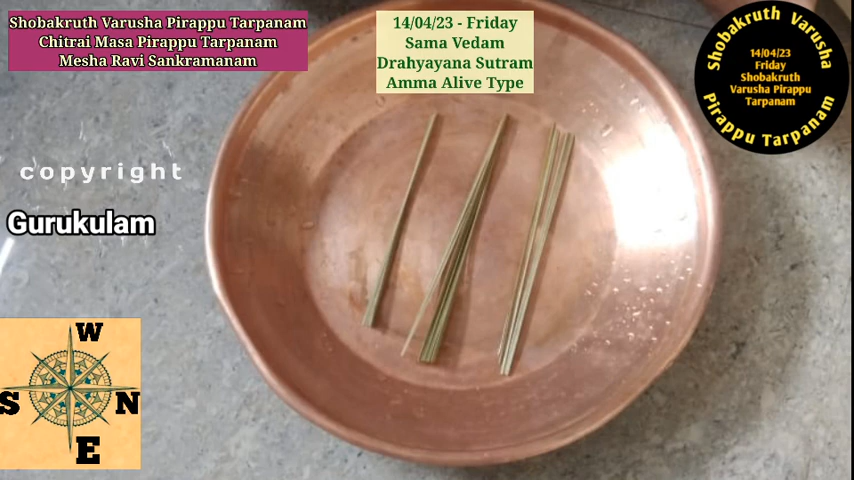 Shobakruth Varusha Pirappu Tarpanam
Chitrai Masa Pirappu Tarpanam
Mesha Ravi Sankramanam
14/04/23 - Friday
Sama Vedam
Drahyayana Sutram
Amma Alive Type
Shobakruth Varusha
14/04/23
Friday
Shobakruth
Varusha Pirappu
Tarpanam
Pirappu Tarpanam
copyright
Gurukulam
W
S N
E